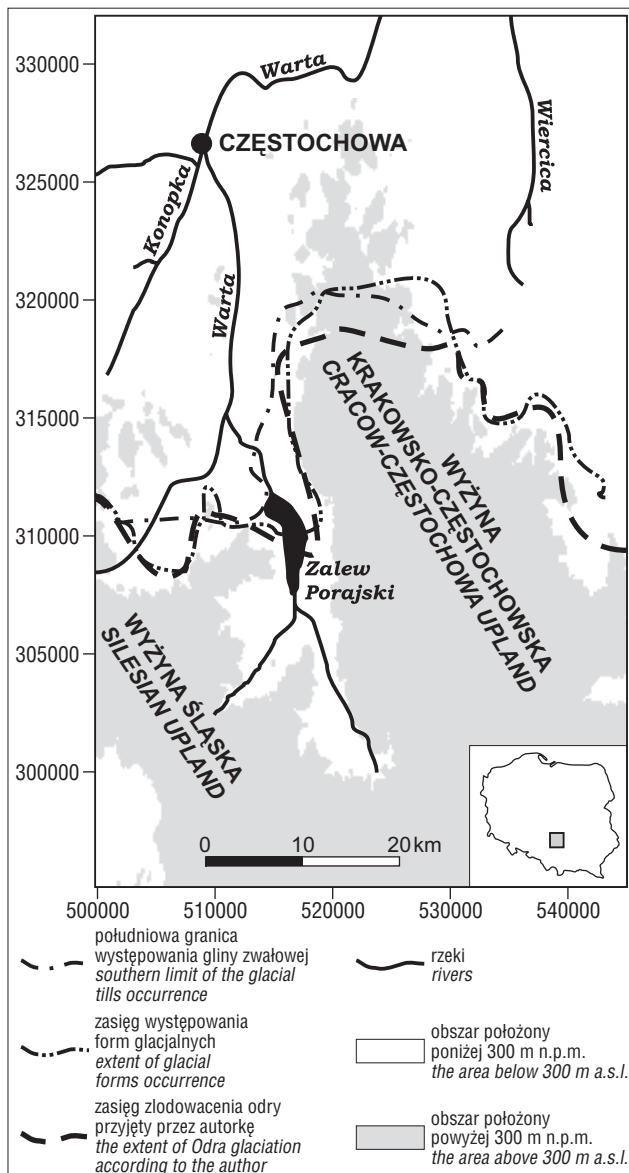 330000
325000
320000
315000
310000
305000
300000
Warta
CZĘSTOCHOWA
Wiercica
Konopka
Warta
WYŻYNA
KRAKOWSKO-CZĘSTOCHOWSKA
CRACOW-CZĘSTOCHOWA UPLAND
Zalew
Porajski
WYŻYNA ŚLĄSKA
SILESIAN UPLAND
0 10 20 km
500000 510000 520000 530000 540000
południowa granica
występowania gliny zwałowej
southern limit of the glacial
tills occurrence
zasięg występowania
form glacjalnych
extent of glacial
forms occurrence
zasięg zlodowacenia odry
przyjęty przez autorkę
the extent of Odra glaciation
according to the author
rzeki
rivers
obszar położony
poniżej 300 m n.p.m.
the area below 300 m a.s.l.
obszar położony
powyżej 300 m n.p.m.
the area above 300 m a.s.l.